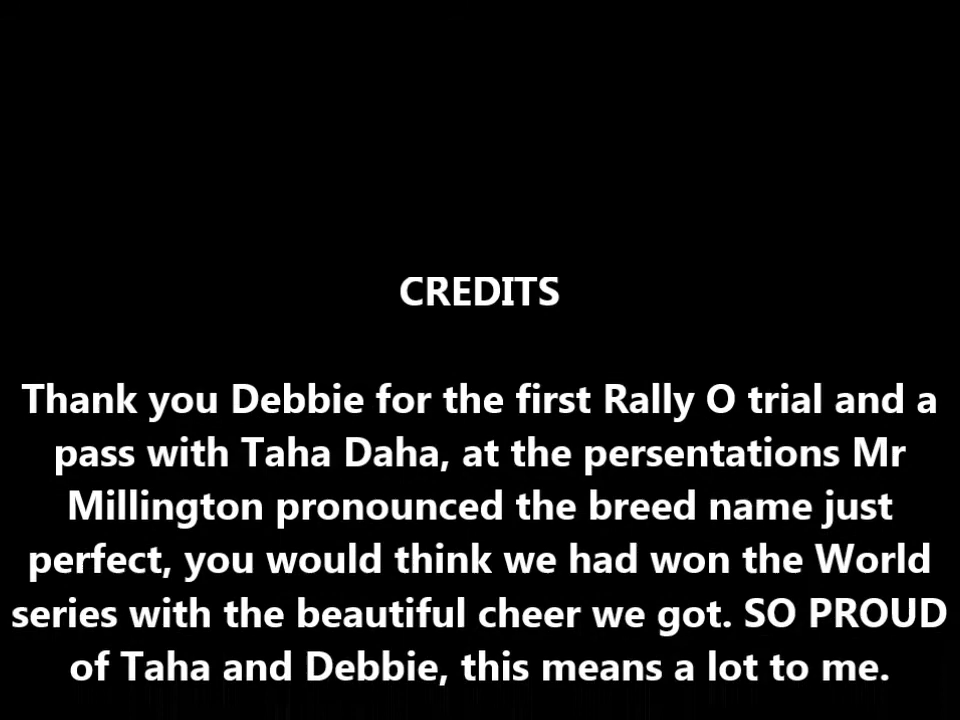 CREDITS
Thank you Debbie for the first Rally O trial and a
pass with Taha Daha, at the persentations Mr
Millington pronounced the breed name just
perfect, you would think we had won the World
series with the beautiful cheer we got. SO PROUD
of Taha and Debbie, this means a lot to me.